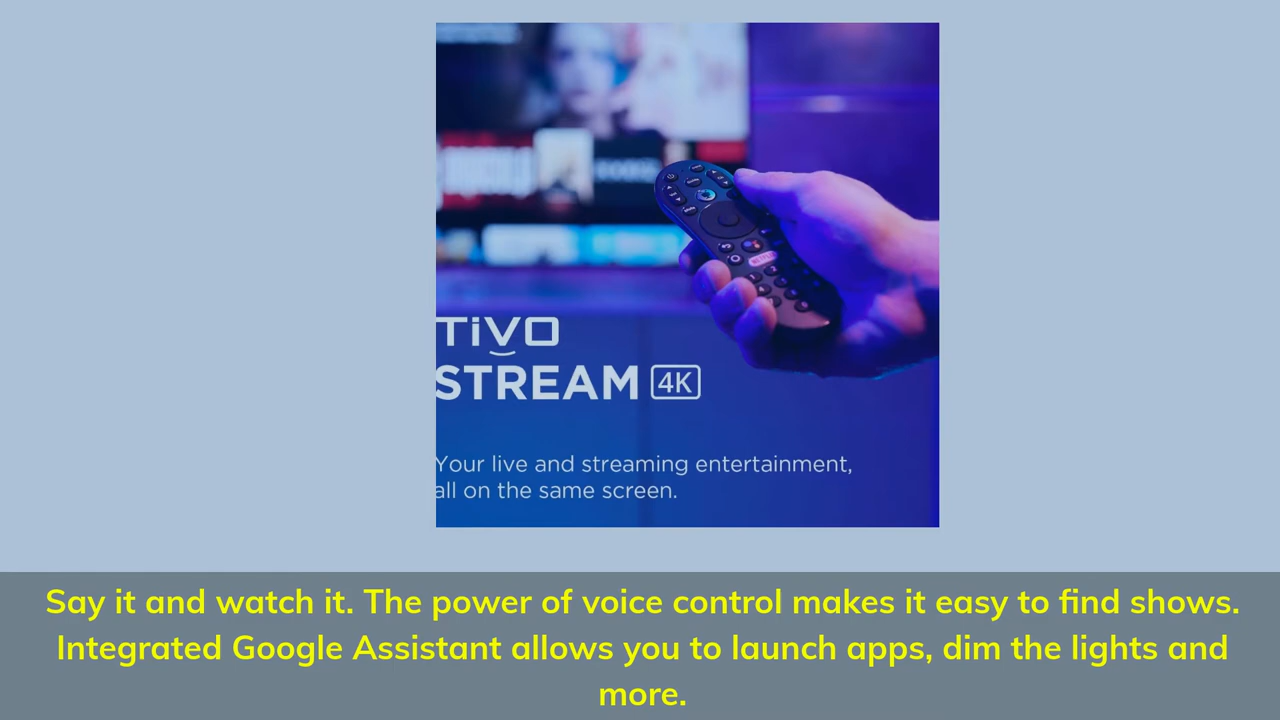 TiVo
STREAM 4K
Your live and streaming entertainment,
all on the same screen.
Say it and watch it. The power of voice control makes it easy to find shows.
Integrated Google Assistant allows you to launch apps, dim the lights and
more.